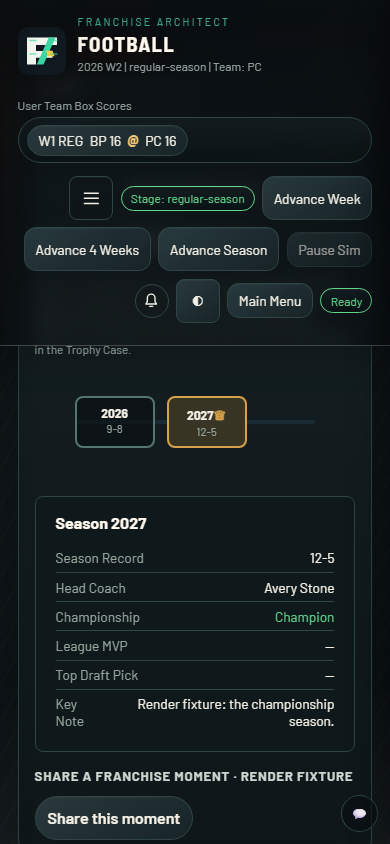 FRANCHISE ARCHITECT
FOOTBALL
2026 W2 | regular-season | Team: PC
User Team Box Scores
W1 REG BP 16 @ PC 16
Stage: regular-season
Advance Week
Advance 4 Weeks
Advance Season
Pause Sim
Main Menu
Ready
in the Trophy Case.
2026
9-8
2027
12-5
Season 2027
Season Record 12-5
Head Coach Avery Stone
Championship Champion
League MVP —
Top Draft Pick —
Key Note Render fixture: the championship season.
SHARE A FRANCHISE MOMENT · RENDER FIXTURE
Share this moment